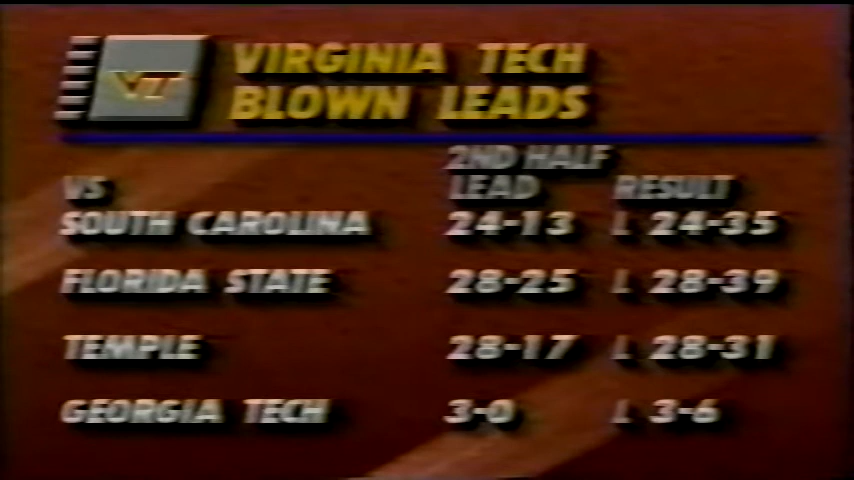 VT
VIRGINIA TECH
BLOWN LEADS
2ND HALF
VS LEAD RESULT
SOUTH CAROLINA 24-13 L 24-35
FLORIDA STATE 28-25 L 28-39
TEMPLE 28-17 L 28-31
GEORGIA TECH 3-0 L 3-6